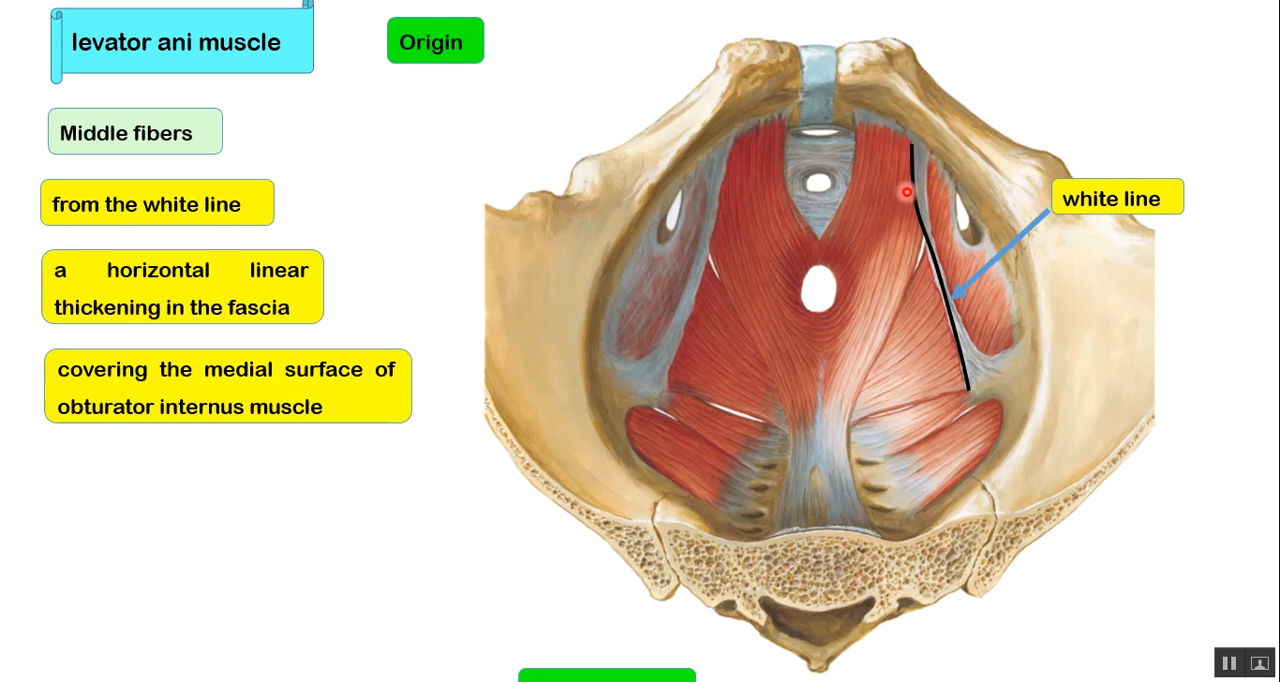 levator ani muscle
Origin
Middle fibers
from the white line
white line
a horizontal linear
thickening in the fascia
covering the medial surface of
obturator internus muscle